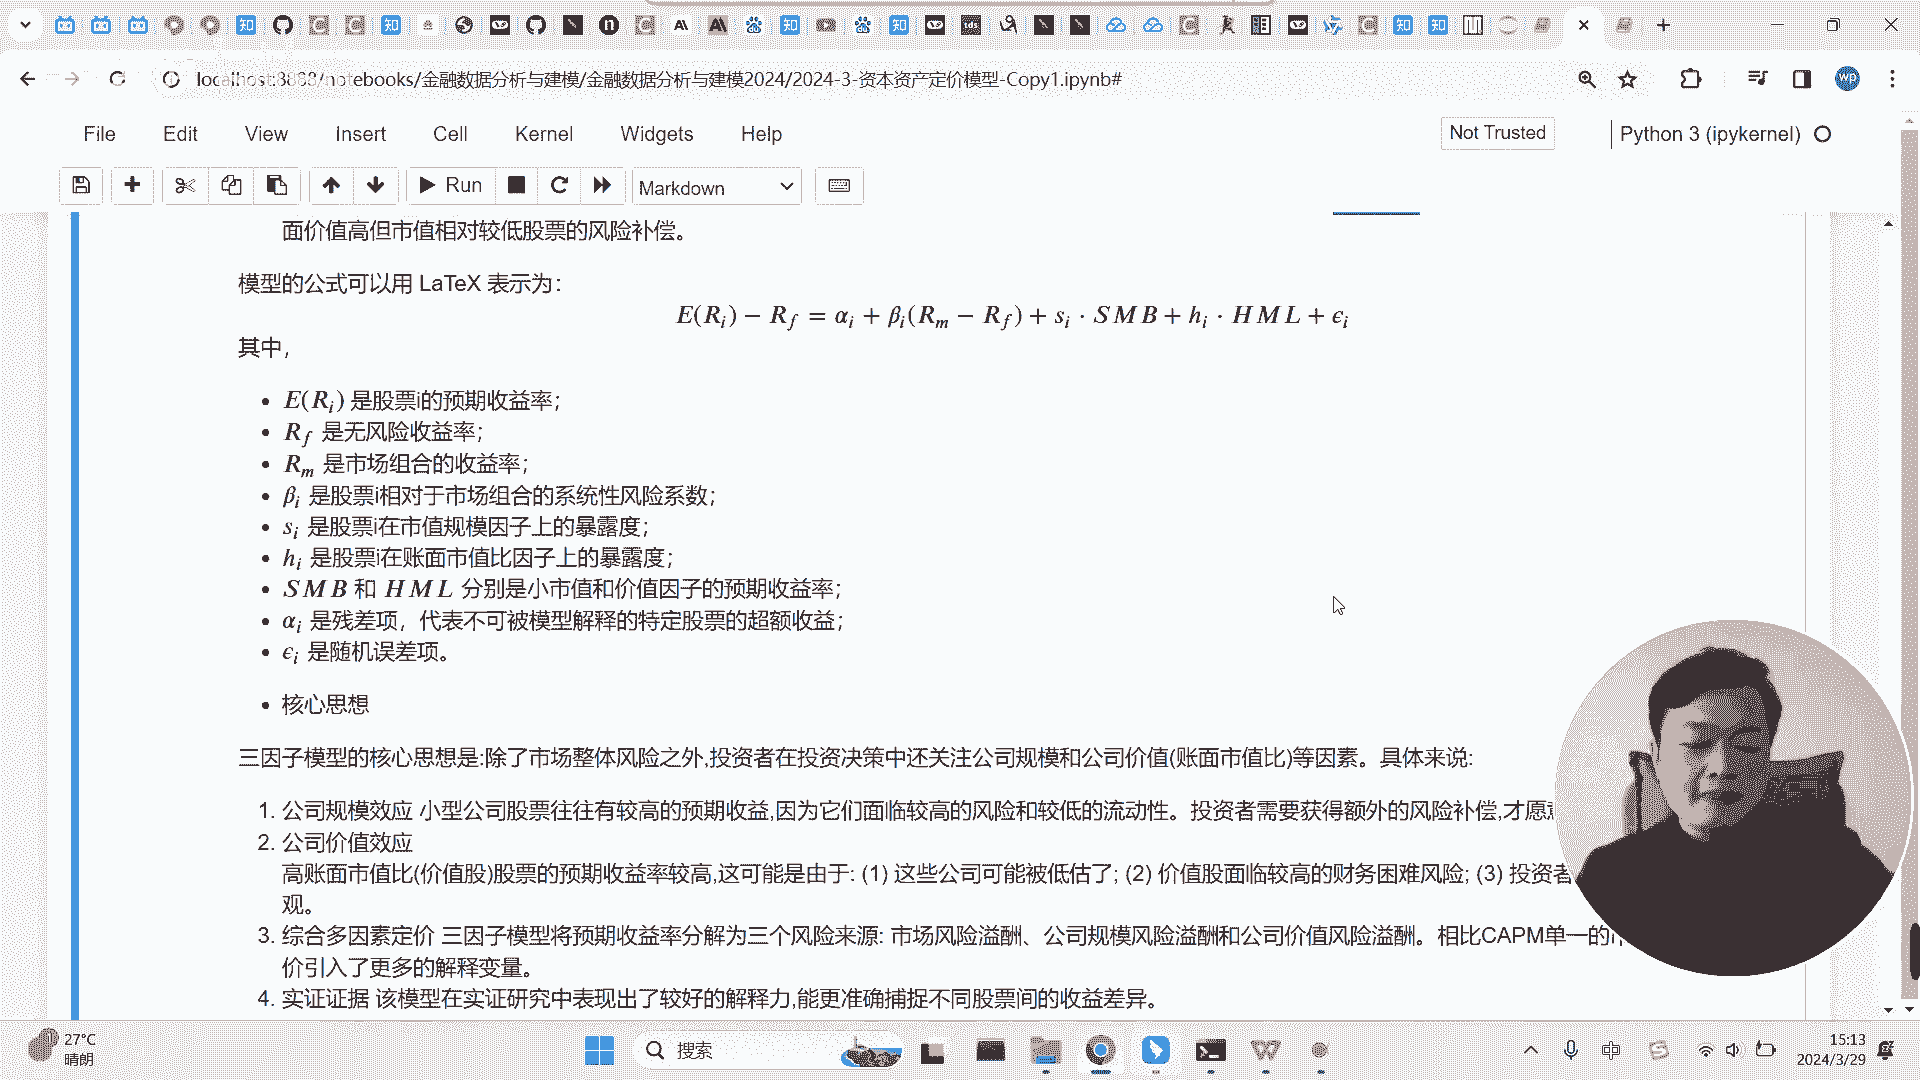 localhost:8888/notebooks/金融数据分析与建模/金融数据分析与建模2024/2024-3-资本资产定价模型-Copy1.ipynb#
wp
File Edit View Insert Cell Kernel Widgets Help
Not Trusted
Python 3 (ipykernel)
Run
Markdown
面价值高但市值相对较低股票的风险补偿。
模型的公式可以用 LaTeX 表示为：
E(R_i) − R_f = α_i + β_i(R_m − R_f) + s_i · SMB + h_i · HML + ϵ_i
其中，
• E(R_i) 是股票i的预期收益率；
• R_f 是无风险收益率；
• R_m 是市场组合的收益率；
• β_i 是股票i相对于市场组合的系统性风险系数；
• s_i 是股票i在市值规模因子上的暴露度；
• h_i 是股票i在账面市值比因子上的暴露度；
• SMB 和 HML 分别是小市值和价值因子的预期收益率；
• α_i 是残差项，代表不可被模型解释的特定股票的超额收益；
• ϵ_i 是随机误差项。
• 核心思想
三因子模型的核心思想是:除了市场整体风险之外,投资者在投资决策中还关注公司规模和公司价值(账面市值比)等因素。具体来说:
1. 公司规模效应 小型公司股票往往有较高的预期收益,因为它们面临较高的风险和较低的流动性。投资者需要获得额外的风险补偿,才愿
2. 公司价值效应
高账面市值比(价值股)股票的预期收益率较高,这可能是由于: (1) 这些公司可能被低估了; (2) 价值股面临较高的财务困难风险; (3) 投资者
观。
3. 综合多因素定价 三因子模型将预期收益率分解为三个风险来源: 市场风险溢酬、公司规模风险溢酬和公司价值风险溢酬。相比CAPM单一的
价引入了更多的解释变量。
4. 实证证据 该模型在实证研究中表现出了较好的解释力,能更准确捕捉不同股票间的收益差异。
27°C
晴朗
搜索
中
15:13
2024/3/29